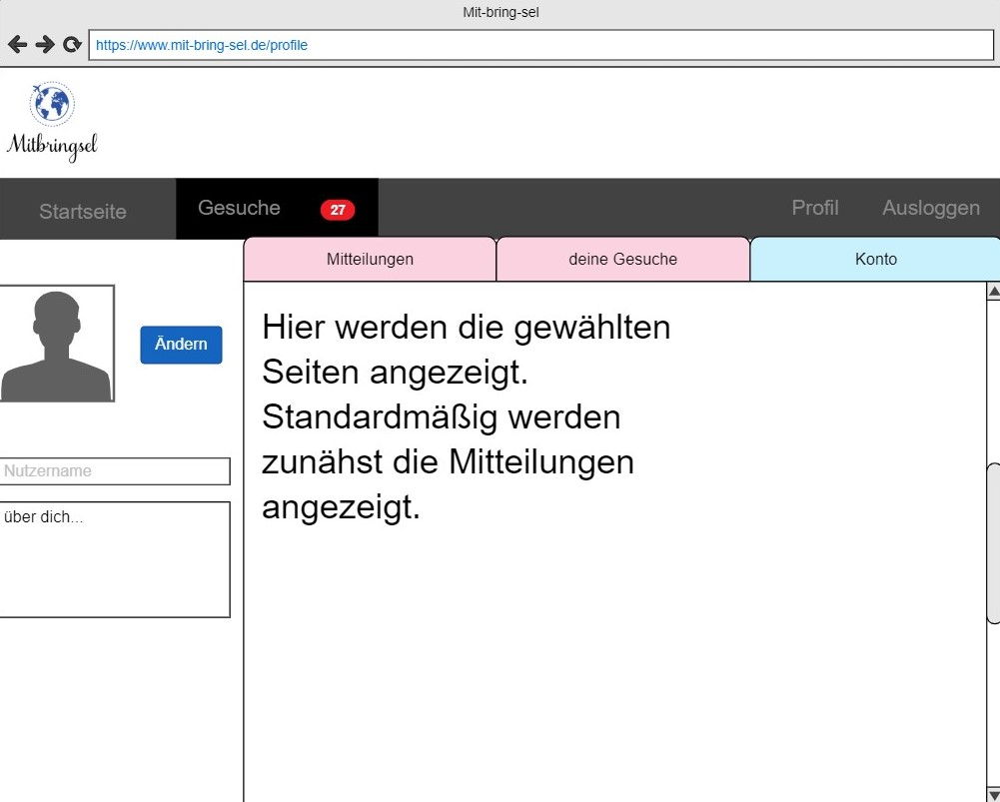 Mit-bring-sel
https://www.mit-bring-sel.de/profile
Mitbringsel
Startseite
Gesuche 27
Profil
Ausloggen
Mitteilungen
deine Gesuche
Konto
Ändern
Nutzername
über dich...
Hier werden die gewählten
Seiten angezeigt.
Standardmäßig werden
zunähst die Mitteilungen
angezeigt.